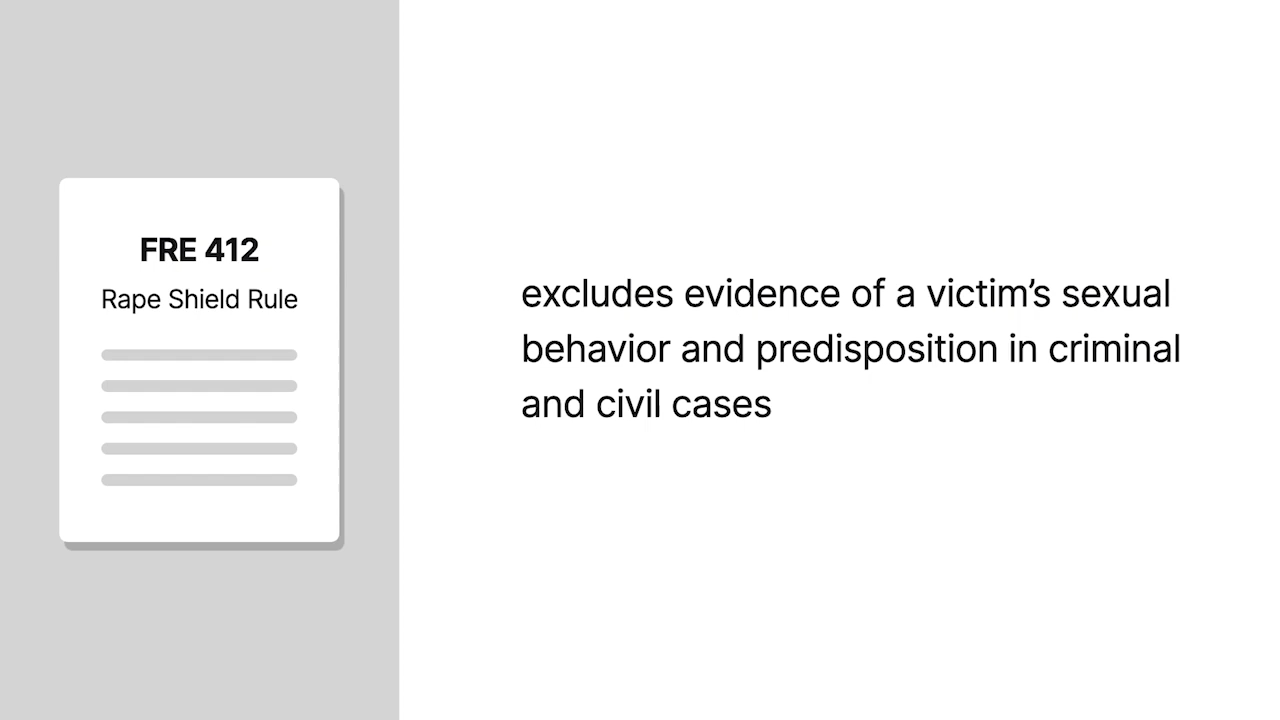 FRE 412
Rape Shield Rule
excludes evidence of a victim’s sexual
behavior and predisposition in criminal
and civil cases